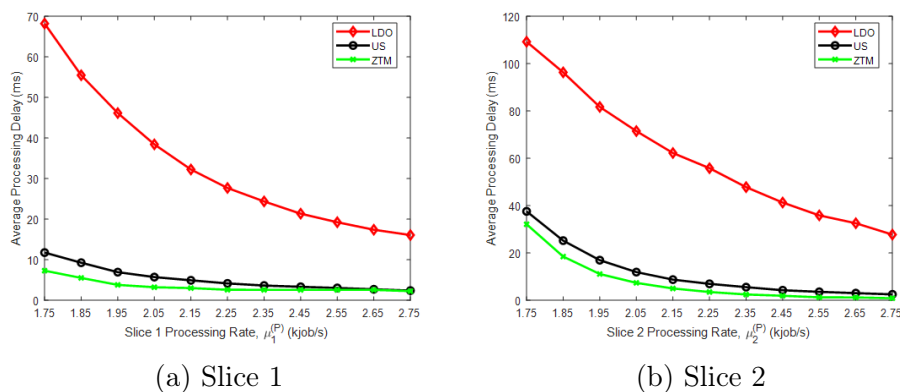 70
60
50
40
30
20
10
0
Average Processing Delay (ms)
LDO
US
ZTM
1.75 1.85 1.95 2.05 2.15 2.25 2.35 2.45 2.55 2.65 2.75
Slice 1 Processing Rate, μ₁⁽ᴾ⁾ (kjob/s)
(a) Slice 1
120
100
80
60
40
20
0
Average Processing Delay (ms)
LDO
US
ZTM
1.75 1.85 1.95 2.05 2.15 2.25 2.35 2.45 2.55 2.65 2.75
Slice 2 Processing Rate, μ₂⁽ᴾ⁾ (kjob/s)
(b) Slice 2